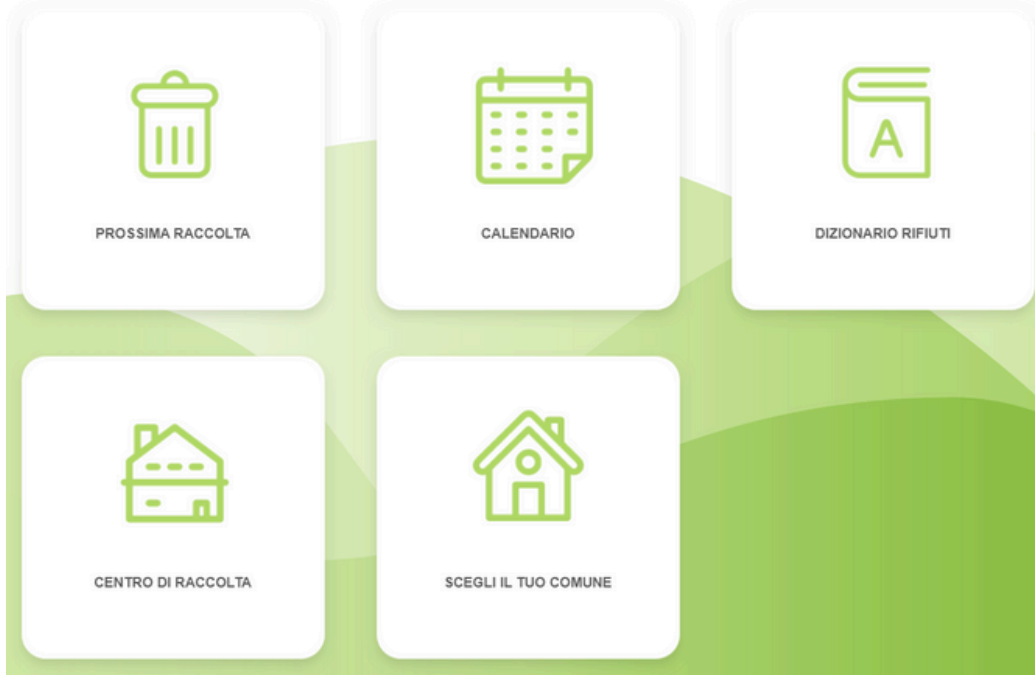 PROSSIMA RACCOLTA
CALENDARIO
A
DIZIONARIO RIFIUTI
CENTRO DI RACCOLTA
SCEGLI IL TUO COMUNE